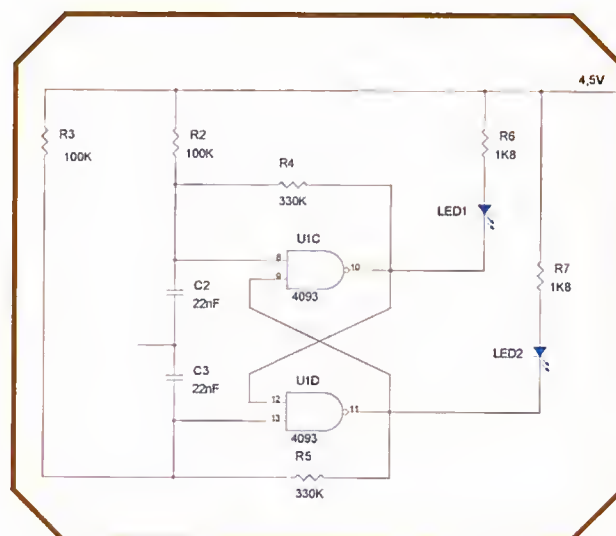 4,5V
R3
100K
R2
100K
R6
1K8
R4
330K
LED1
U1C
8
9
10
4093
C2
22nF
R7
1K8
LED2
C3
22nF
U1D
12
13
11
4093
R5
330K